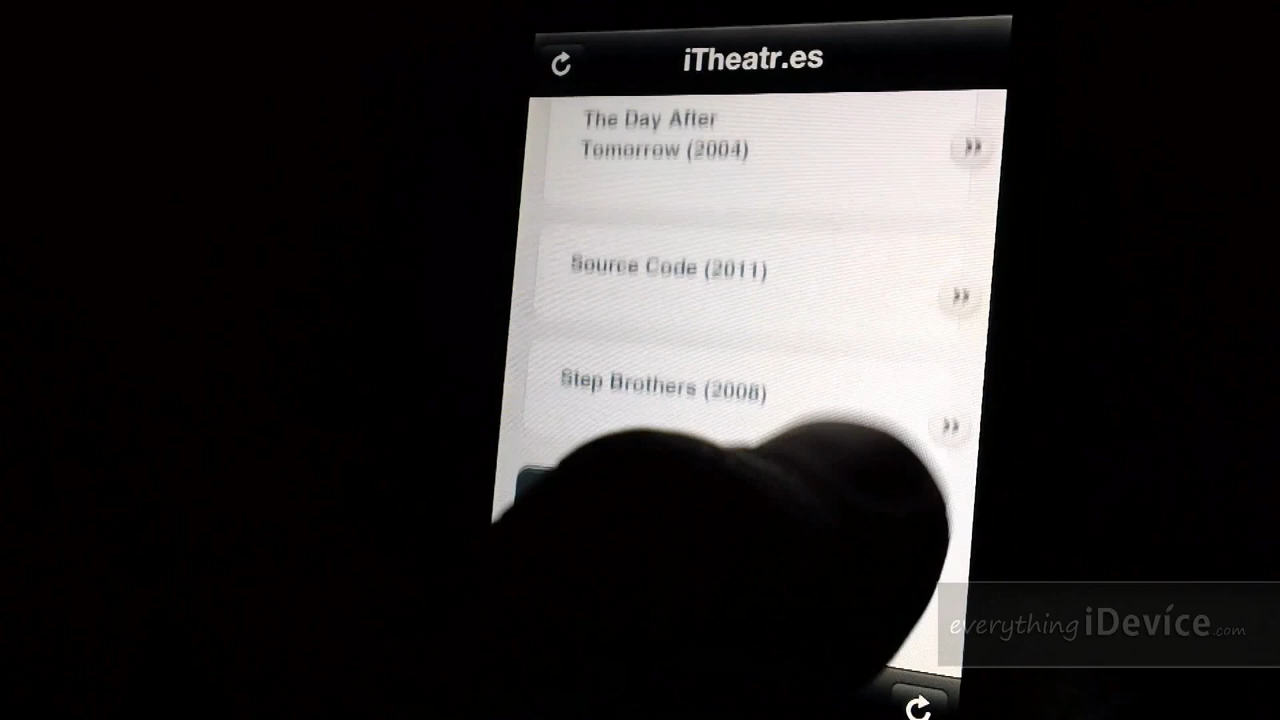 iTheatr.es
The Day After
Tomorrow (2004)
Source Code (2011)
Step Brothers (2008)
everything iDevice.com